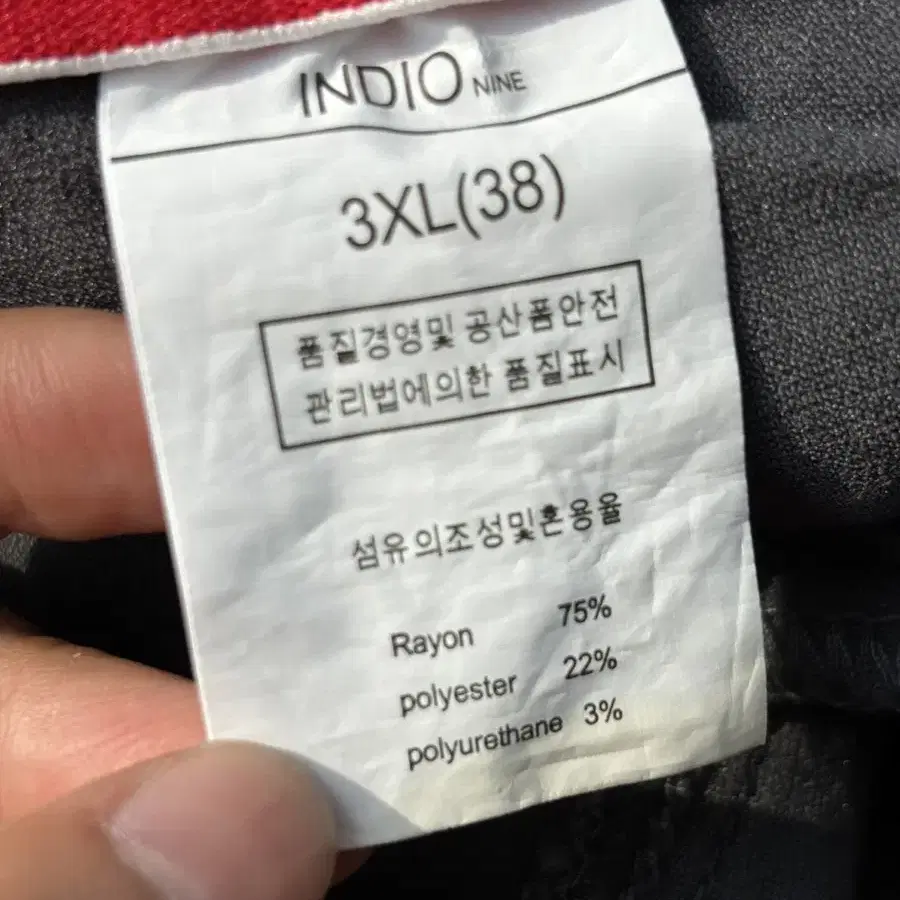 INDIO NINE
3XL(38)
품질경영및 공산품안전
관리법에의한 품질표시
섬유의조성및혼용율
Rayon 75%
polyester 22%
polyurethane 3%